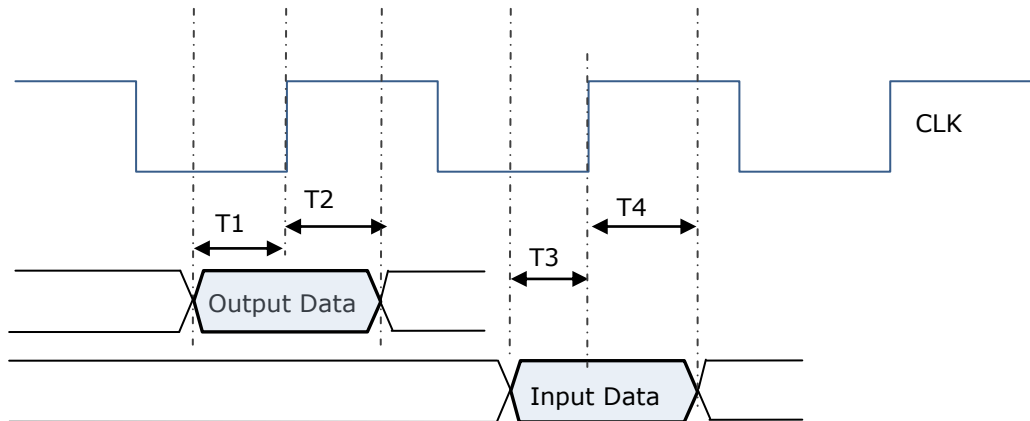 CLK
T2
T1
T4
T3
Output Data
Input Data